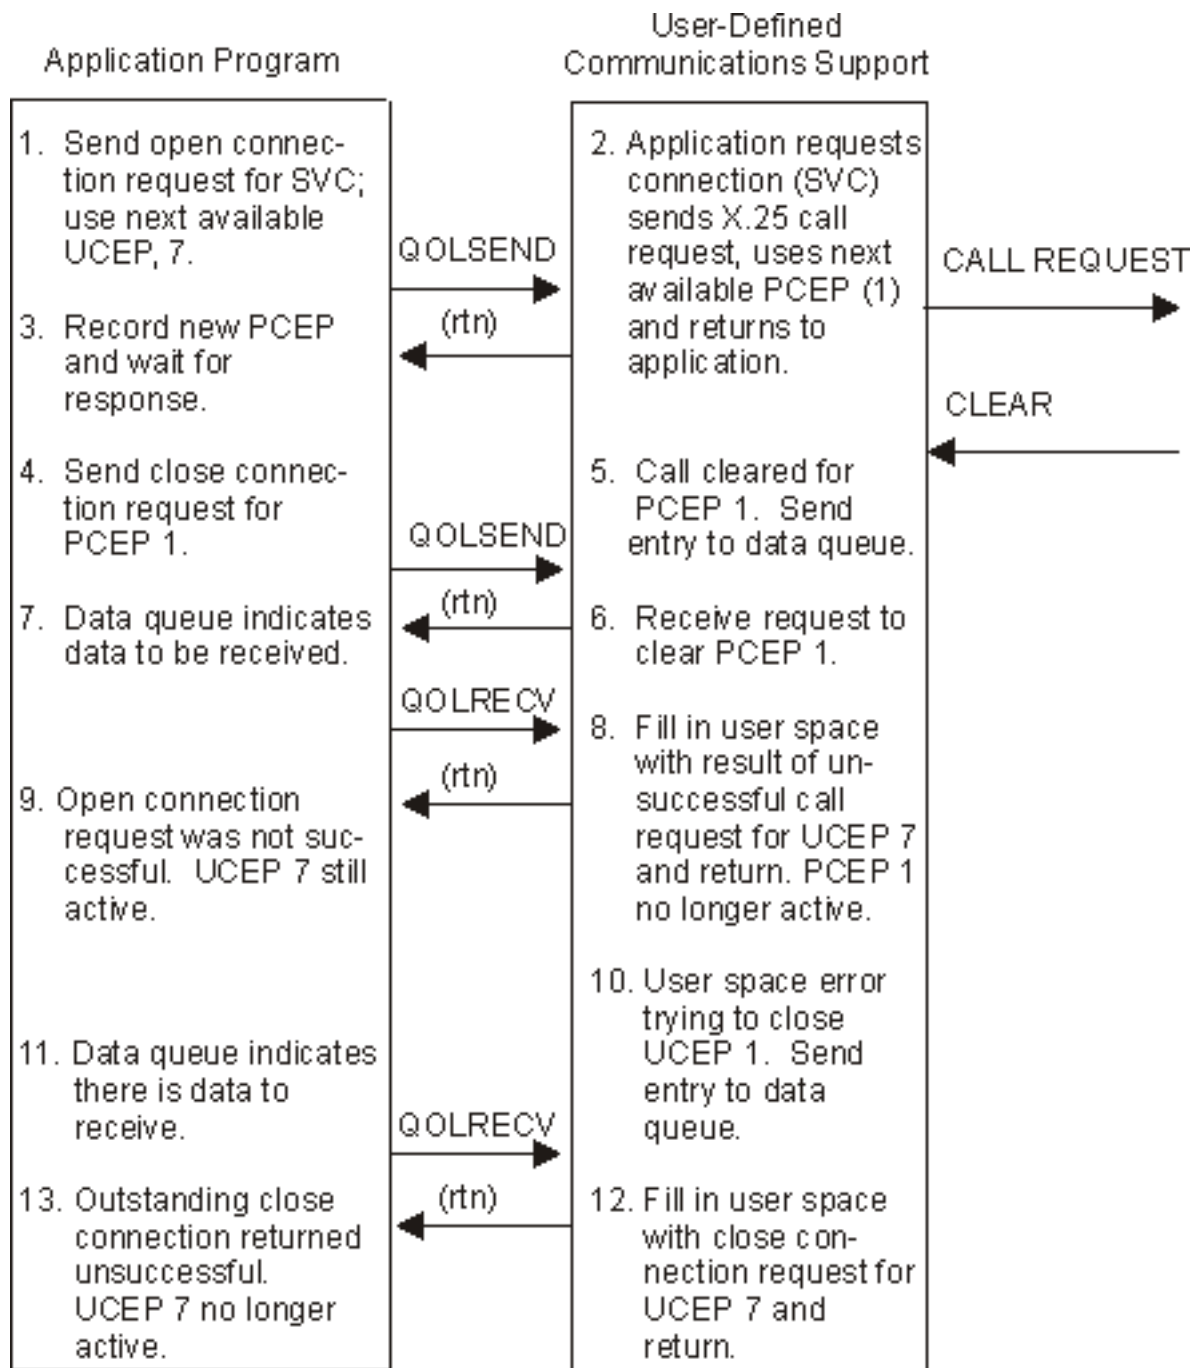 Application Program
User-Defined
Communications Support
1. Send open connec-
tion request for SVC;
use next available
UCEP, 7.
QOLSEND
2. Application requests
connection (SVC)
sends X.25 call
request, uses next
available PCEP (1)
and returns to
application.
CALL REQUEST
(rtn)
3. Record new PCEP
and wait for
response.
CLEAR
4. Send close connec-
tion request for
PCEP 1.
QOLSEND
5. Call cleared for
PCEP 1. Send
entry to data queue.
(rtn)
6. Receive request to
clear PCEP 1.
7. Data queue indicates
data to be received.
QOLRECV
8. Fill in user space
with result of un-
successful call
request for UCEP 7
and return. PCEP 1
no longer active.
(rtn)
9. Open connection
request was not suc-
cessful. UCEP 7 still
active.
10. User space error
trying to close
UCEP 1. Send
entry to data
queue.
11. Data queue indicates
there is data to
receive.
QOLRECV
12. Fill in user space
with close con-
nection request for
UCEP 7 and
return.
(rtn)
13. Outstanding close
connection returned
unsuccessful.
UCEP 7 no longer
active.